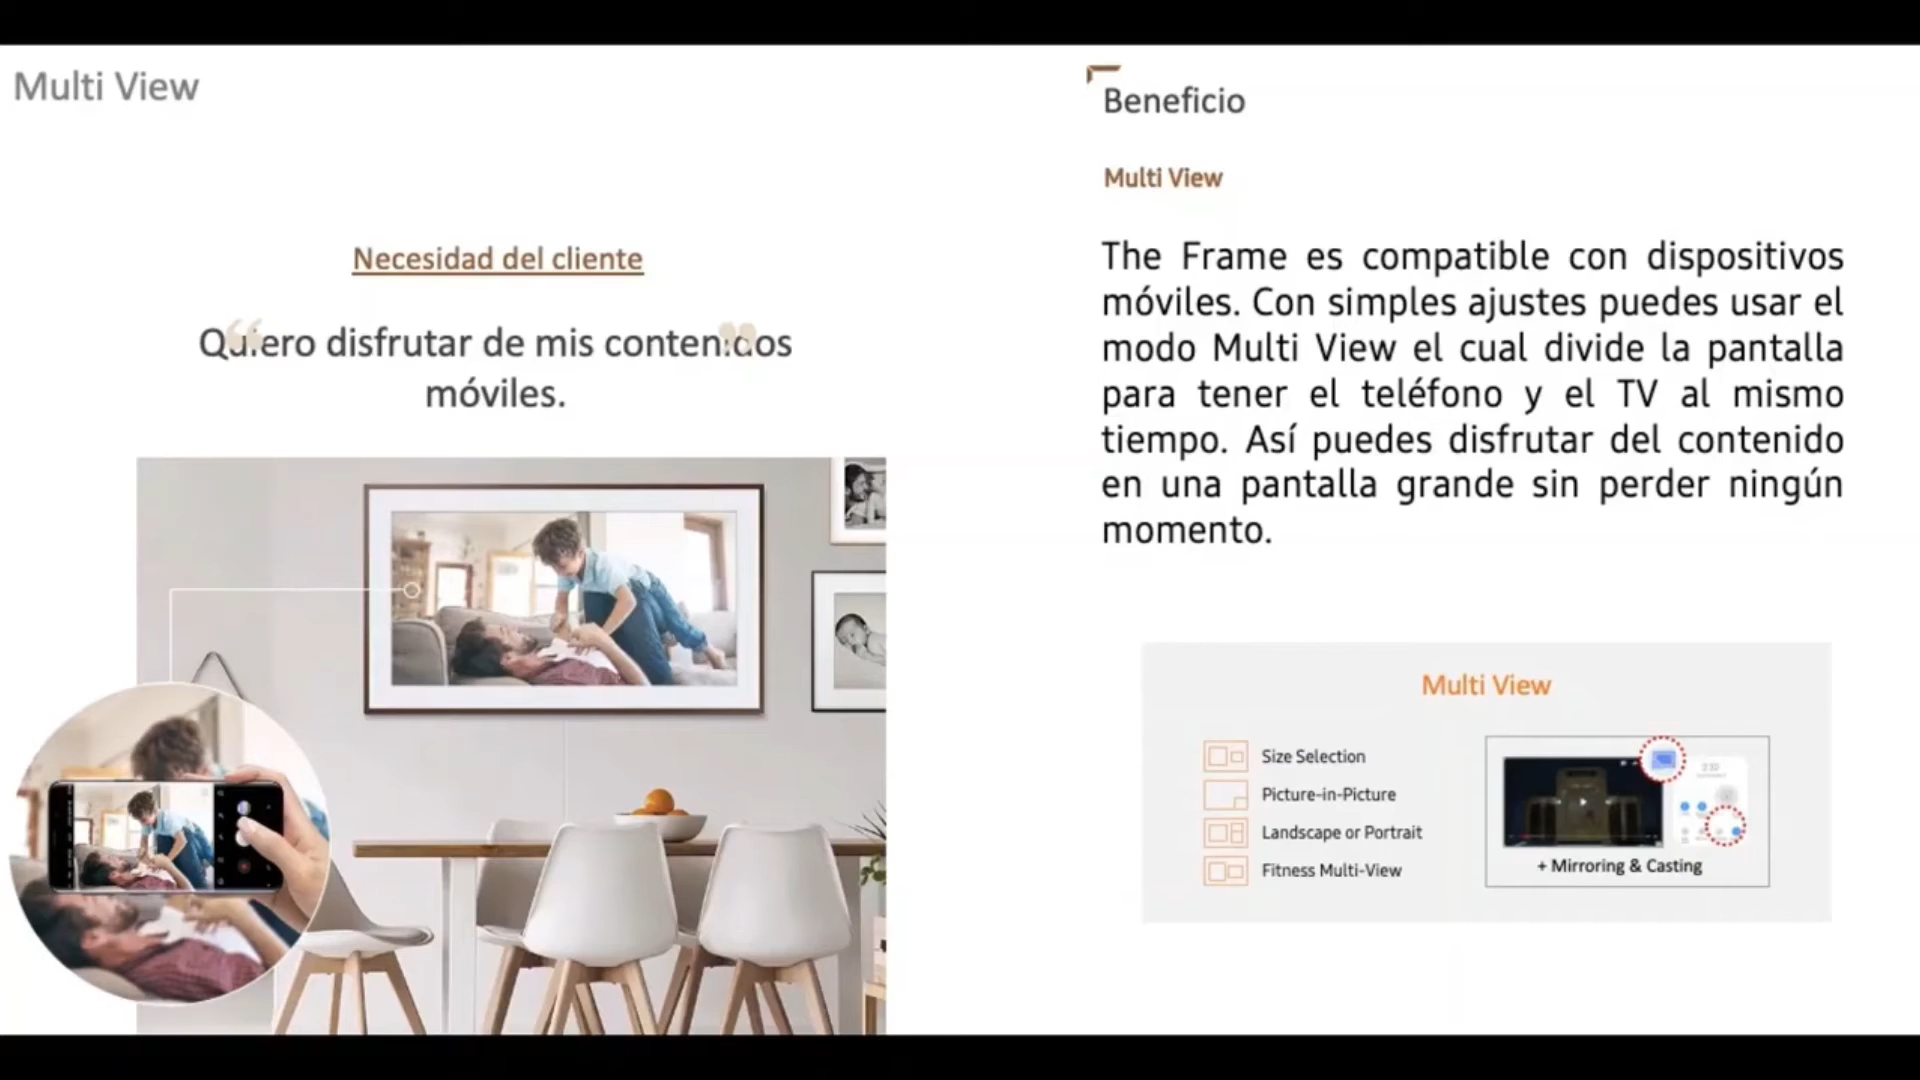 Multi View
Necesidad del cliente
“Quiero disfrutar de mis contenidos”
móviles.
Beneficio
Multi View
The Frame es compatible con dispositivos
móviles. Con simples ajustes puedes usar el
modo Multi View el cual divide la pantalla
para tener el teléfono y el TV al mismo
tiempo. Así puedes disfrutar del contenido
en una pantalla grande sin perder ningún
momento.
Multi View
Size Selection
Picture-in-Picture
Landscape or Portrait
Fitness Multi-View
+ Mirroring & Casting